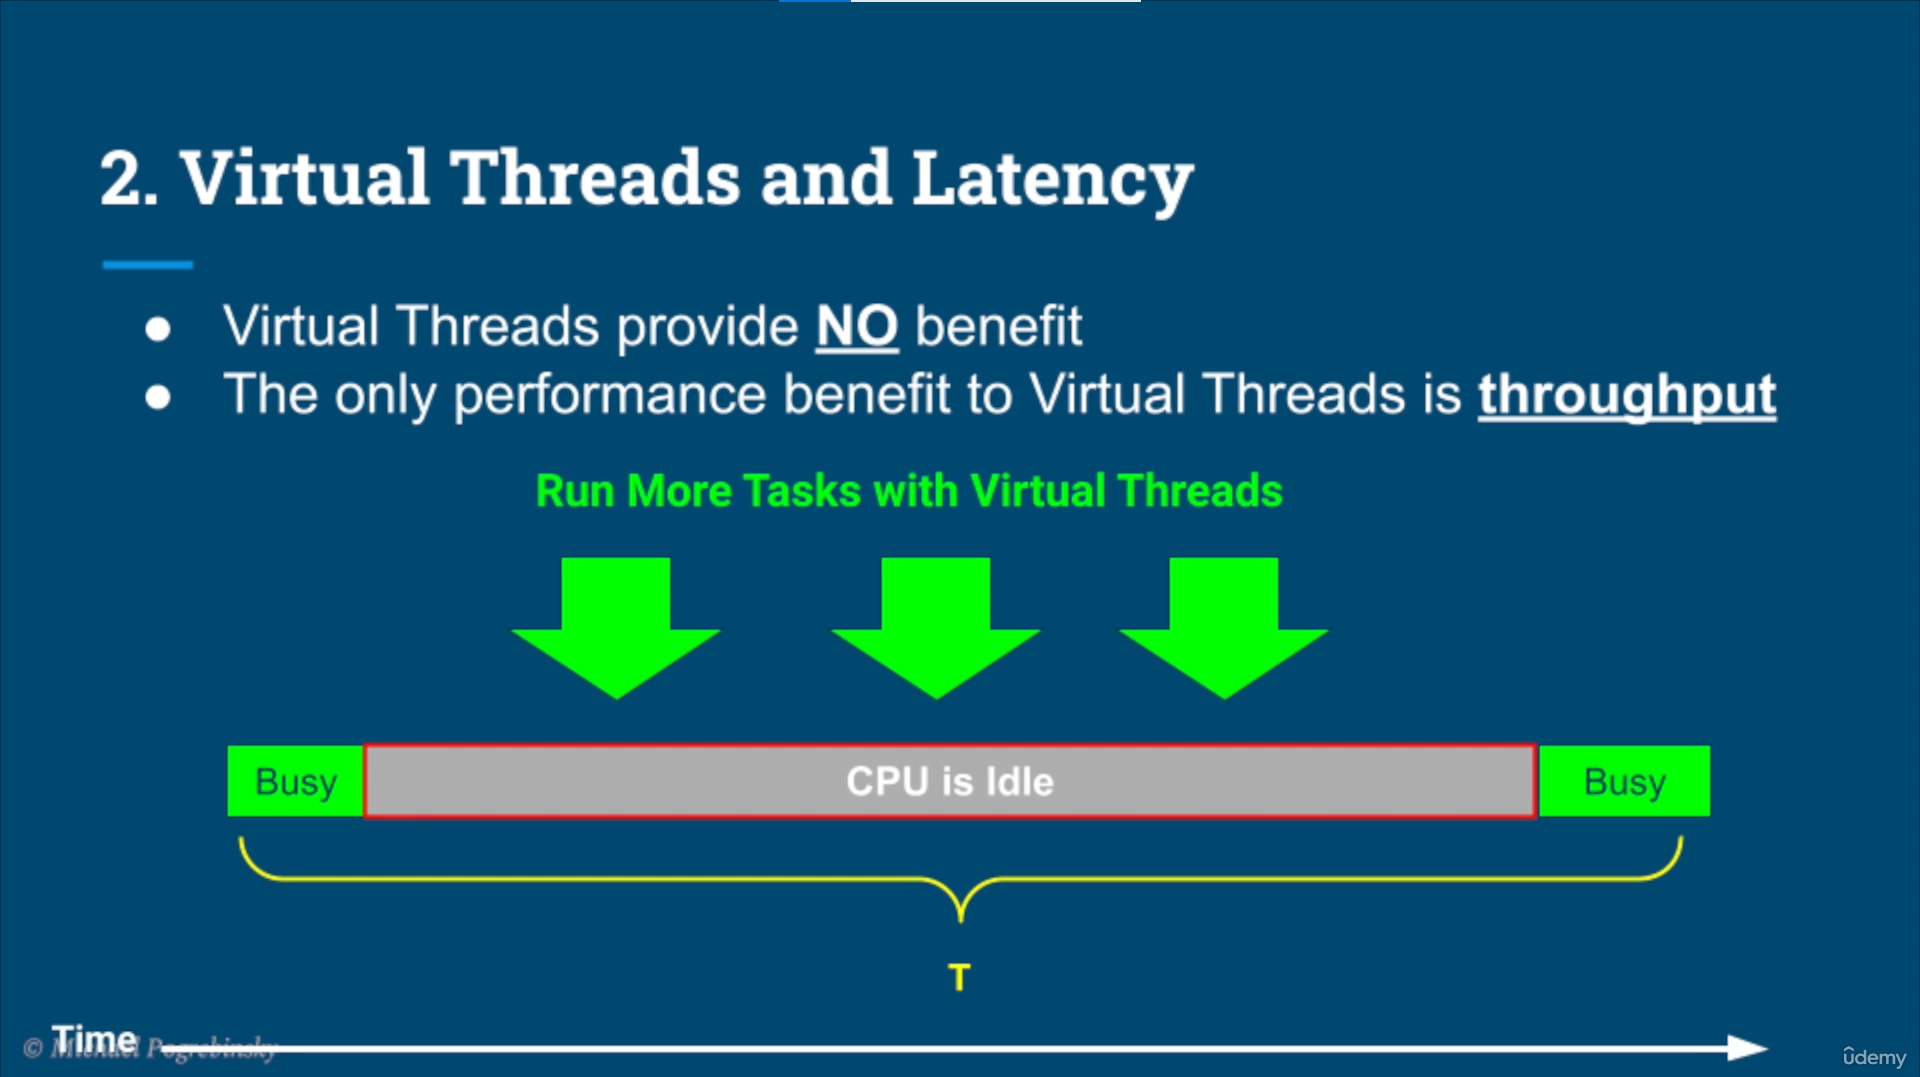 2. Virtual Threads and Latency
● Virtual Threads provide NO benefit
● The only performance benefit to Virtual Threads is throughput
Run More Tasks with Virtual Threads
Busy
CPU is Idle
Busy
T
Time
© Michael Pogrebinsky
ûdemy